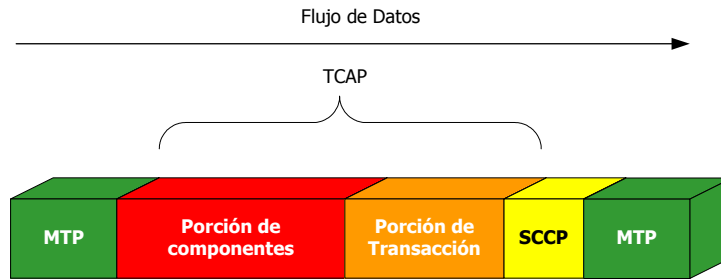 Flujo de Datos
TCAP
MTP
Porción de
componentes
Porción de
Transacción
SCCP
MTP